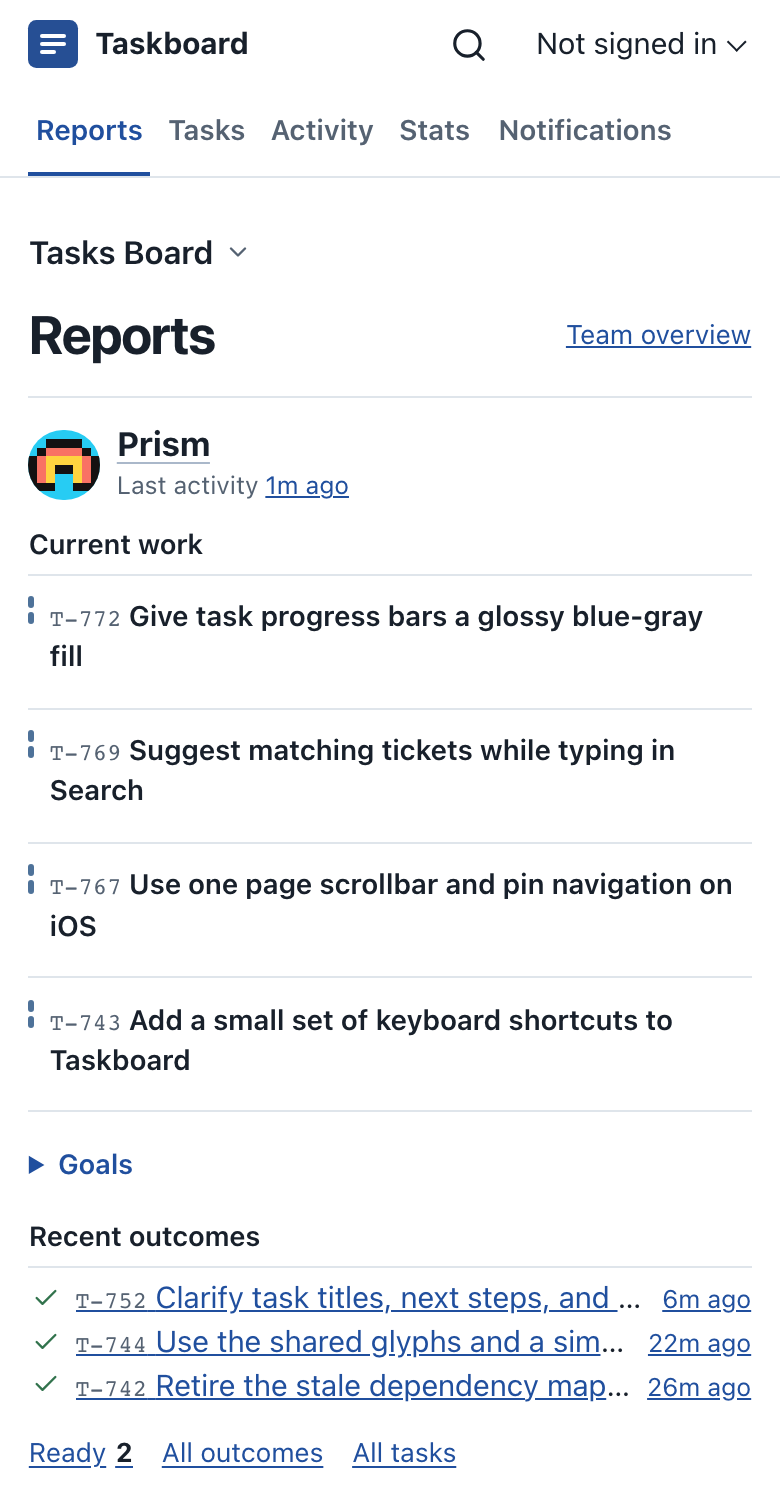 Taskboard
Not signed in
Reports Tasks Activity Stats Notifications
Tasks Board
Reports
Team overview
Prism
Last activity 1m ago
Current work
T-772 Give task progress bars a glossy blue-gray
fill
T-769 Suggest matching tickets while typing in
Search
T-767 Use one page scrollbar and pin navigation on
iOS
T-743 Add a small set of keyboard shortcuts to
Taskboard
Goals
Recent outcomes
T-752 Clarify task titles, next steps, and ... 6m ago
T-744 Use the shared glyphs and a sim... 22m ago
T-742 Retire the stale dependency map... 26m ago
Ready 2 All outcomes All tasks